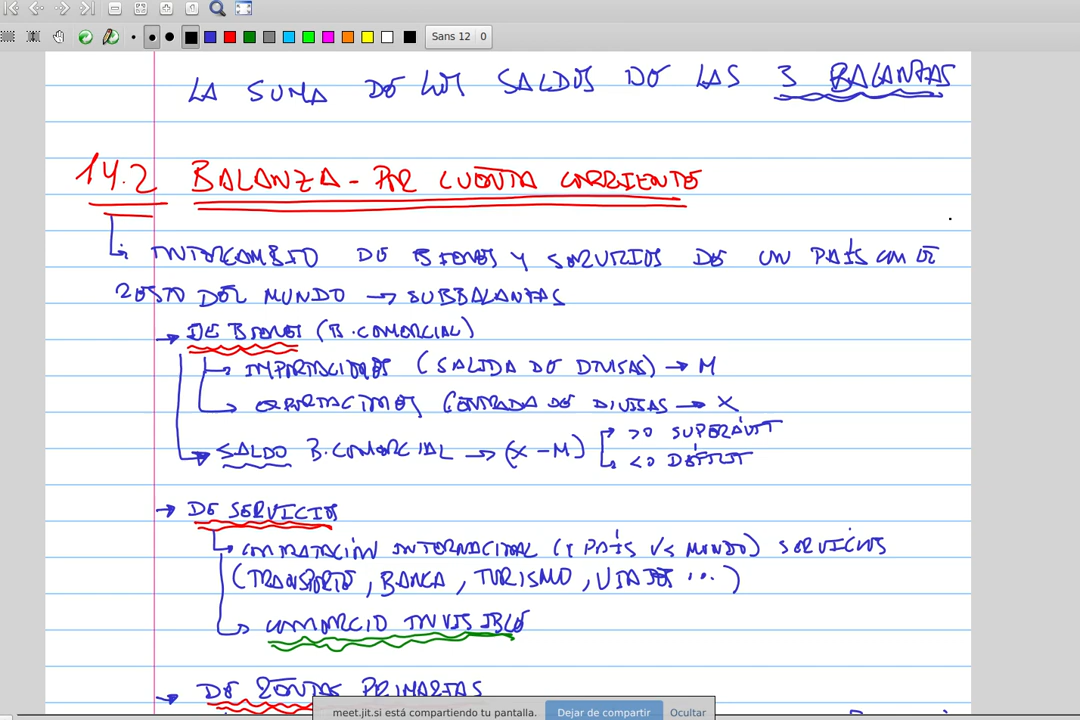 Sans 12 0
LA SUMA DE LOS SALDOS DE LAS 3 BALANZAS
14.2 BALANZA - POR CUENTA CORRIENTE
INTERCAMBIO DE BIENES Y SERVICIOS DE UN PAÍS CON EL
RESTO DEL MUNDO → SUBBALANZAS
→ DE BIENES (B. COMERCIAL)
→ IMPORTACIONES (SALIDA DE DIVISAS) → M
→ EXPORTACIONES (ENTRADA DE DIVISAS → X
→ SALDO B. COMERCIAL → (X - M) → >0 SUPERÁVIT
→ <0 DÉFICIT
→ DE SERVICIOS
→ CONTRATACIÓN INTERNACIONAL (1 PAÍS VS MUNDO) SERVICIOS
(TRANSPORTE, BANCA, TURISMO, VIAJES ...)
→ COMERCIO INVISIBLE
→ DE RENTAS PRIMARIAS
meet.jit.si está compartiendo tu pantalla. Dejar de compartir Ocultar